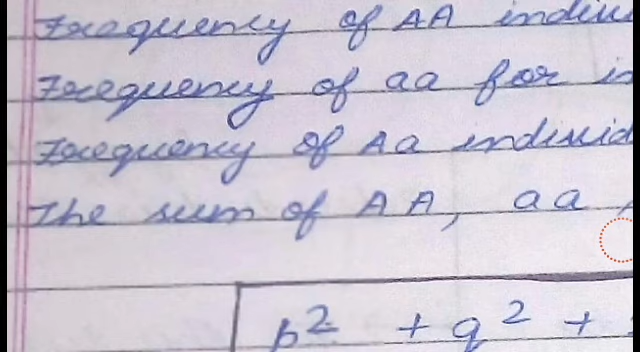 Frequency of AA
Frequency of aa for
Frequency of Aa
The sum of AA, aa
p² + q² +